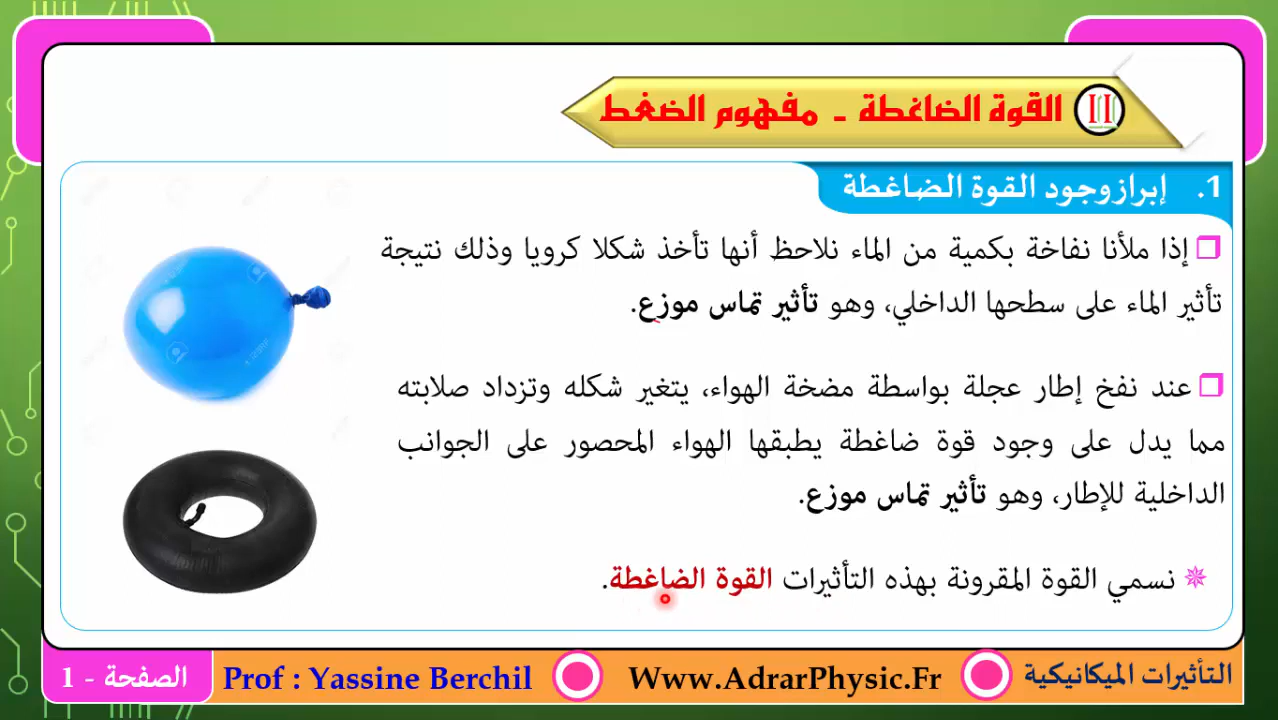 II القوة الضاغطة - مفهوم الضغط
1. إبراز وجود القوة الضاغطة
إذا ملأنا نفاخة بكمية من الماء نلاحظ أنها تأخذ شكلا كرويا وذلك نتيجة
تأثير الماء على سطحها الداخلي، وهو تأثير تماس موزع.
عند نفخ إطار عجلة بواسطة مضخة الهواء، يتغير شكله وتزداد صلابته
مما يدل على وجود قوة ضاغطة يطبقها الهواء المحصور على الجوانب
الداخلية للإطار، وهو تأثير تماس موزع.
نسمي القوة المقرونة بهذه التأثيرات القوة الضاغطة.
التأثيرات الميكانيكية Www.AdrarPhysic.Fr Prof : Yassine Berchil الصفحة - 1